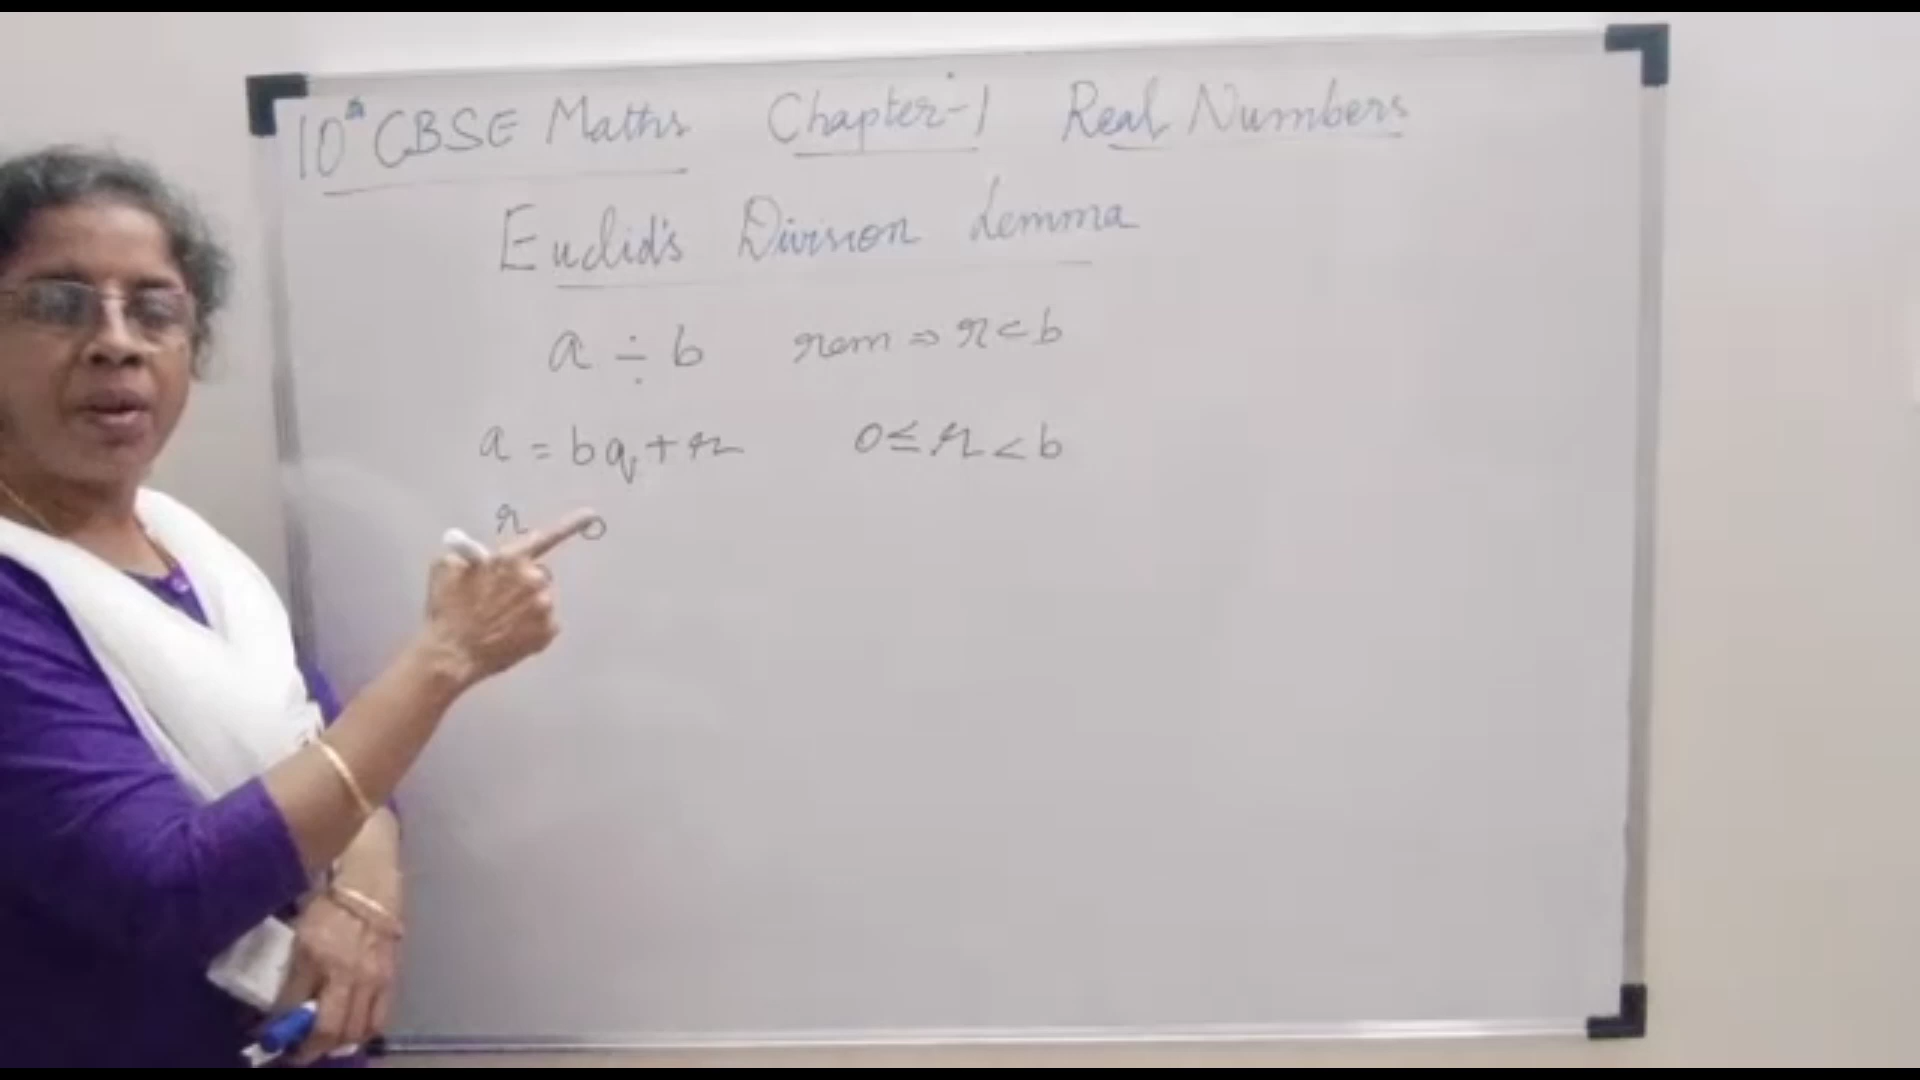 10th CBSE Maths Chapter-1 Real Numbers
Euclid's Division Lemma
a ÷ b rem ⇒ r < b
a = bq + r 0 ≤ r < b
r 0